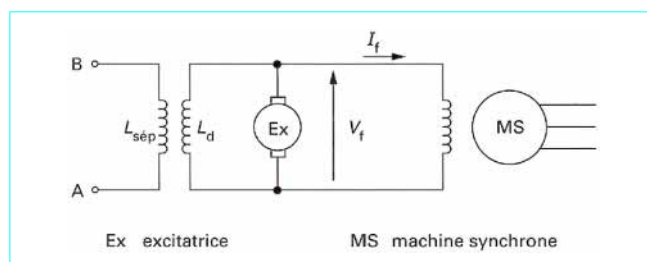 I_f
B
L_sép
L_d
Ex
V_f
MS
A
Ex excitatrice
MS machine synchrone